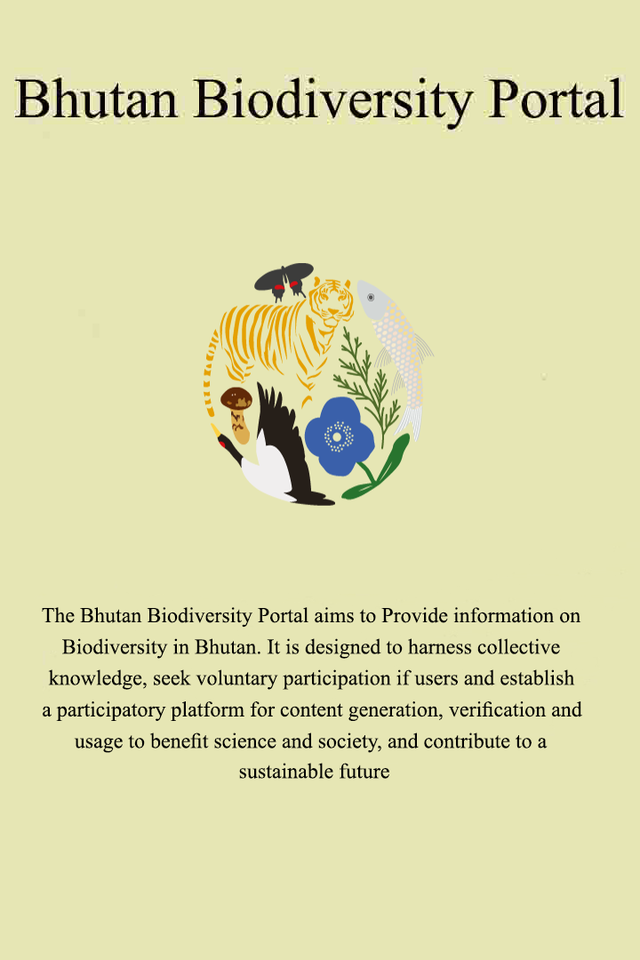 Bhutan Biodiversity Portal
The Bhutan Biodiversity Portal aims to Provide information on
Biodiversity in Bhutan. It is designed to harness collective
knowledge, seek voluntary participation if users and establish
a participatory platform for content generation, verification and
usage to benefit science and society, and contribute to a
sustainable future